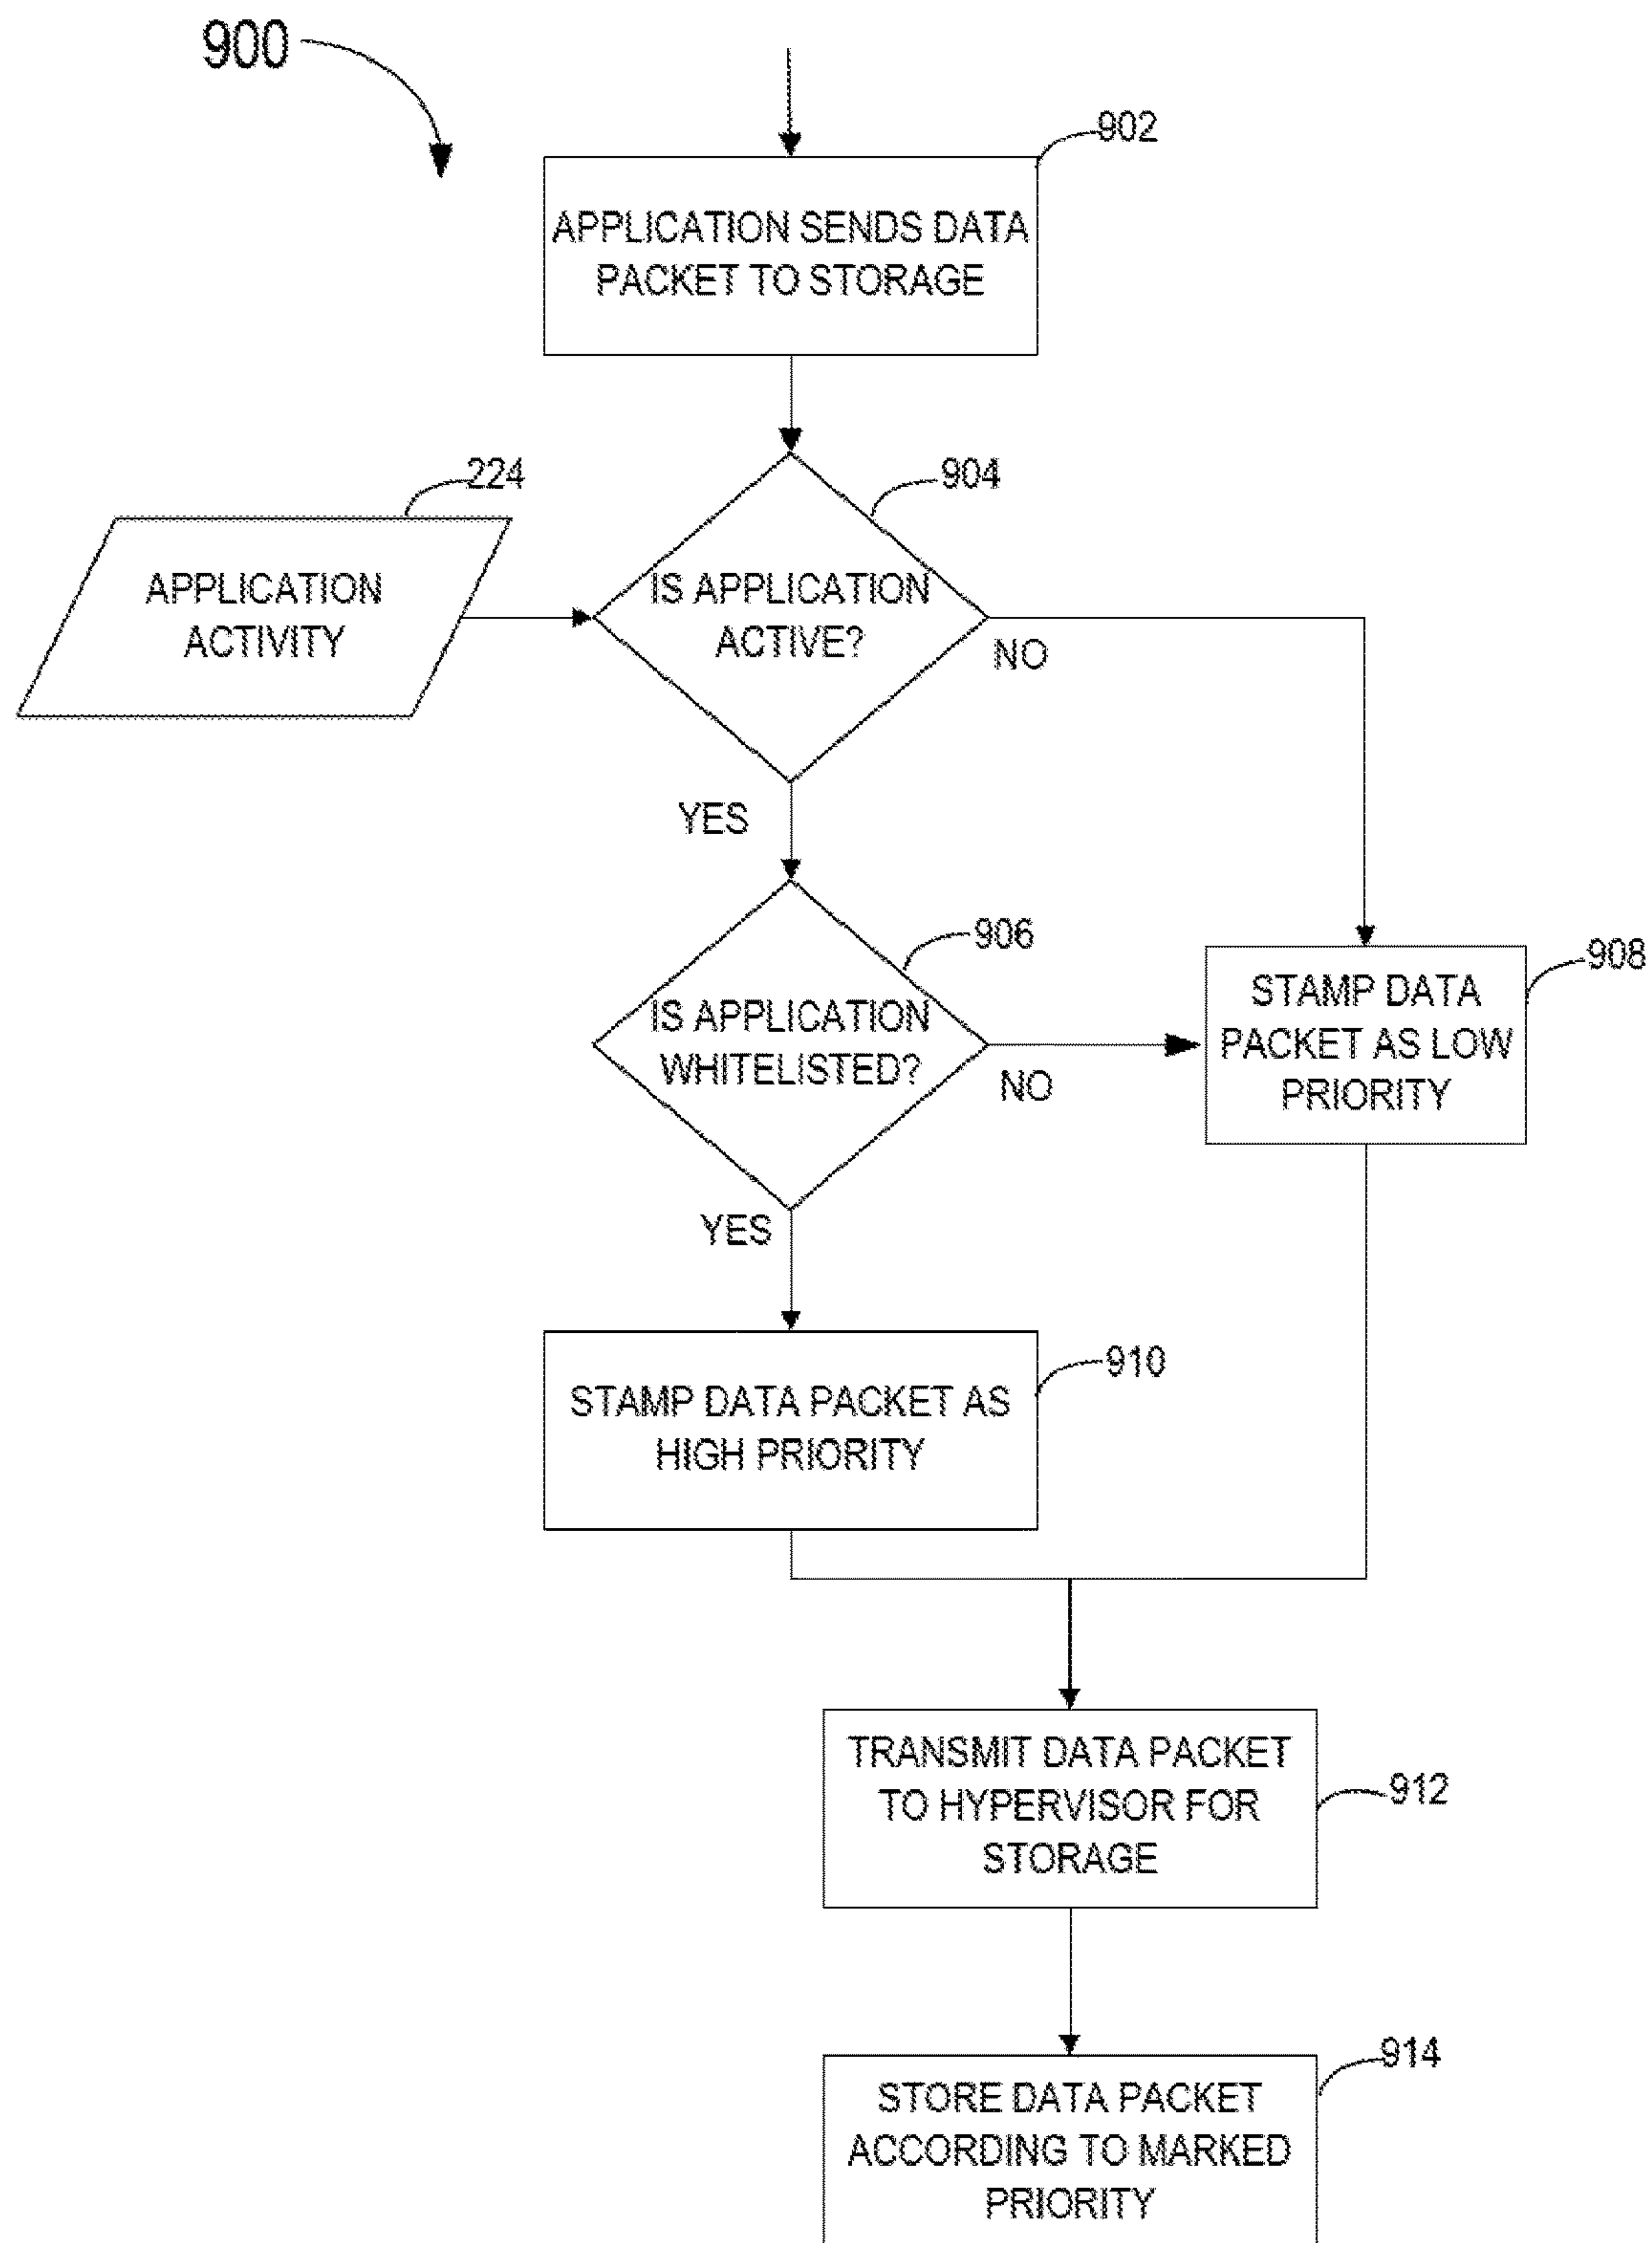 900
902
APPLICATION SENDS DATA
PACKET TO STORAGE
224
904
APPLICATION
ACTIVITY
IS APPLICATION
ACTIVE?
NO
YES
906
908
IS APPLICATION
WHITELISTED?
NO
STAMP DATA
PACKET AS LOW
PRIORITY
YES
910
STAMP DATA PACKET AS
HIGH PRIORITY
TRANSMIT DATA PACKET
TO HYPERVISOR FOR
STORAGE
912
914
STORE DATA PACKET
ACCORDING TO MARKED
PRIORITY